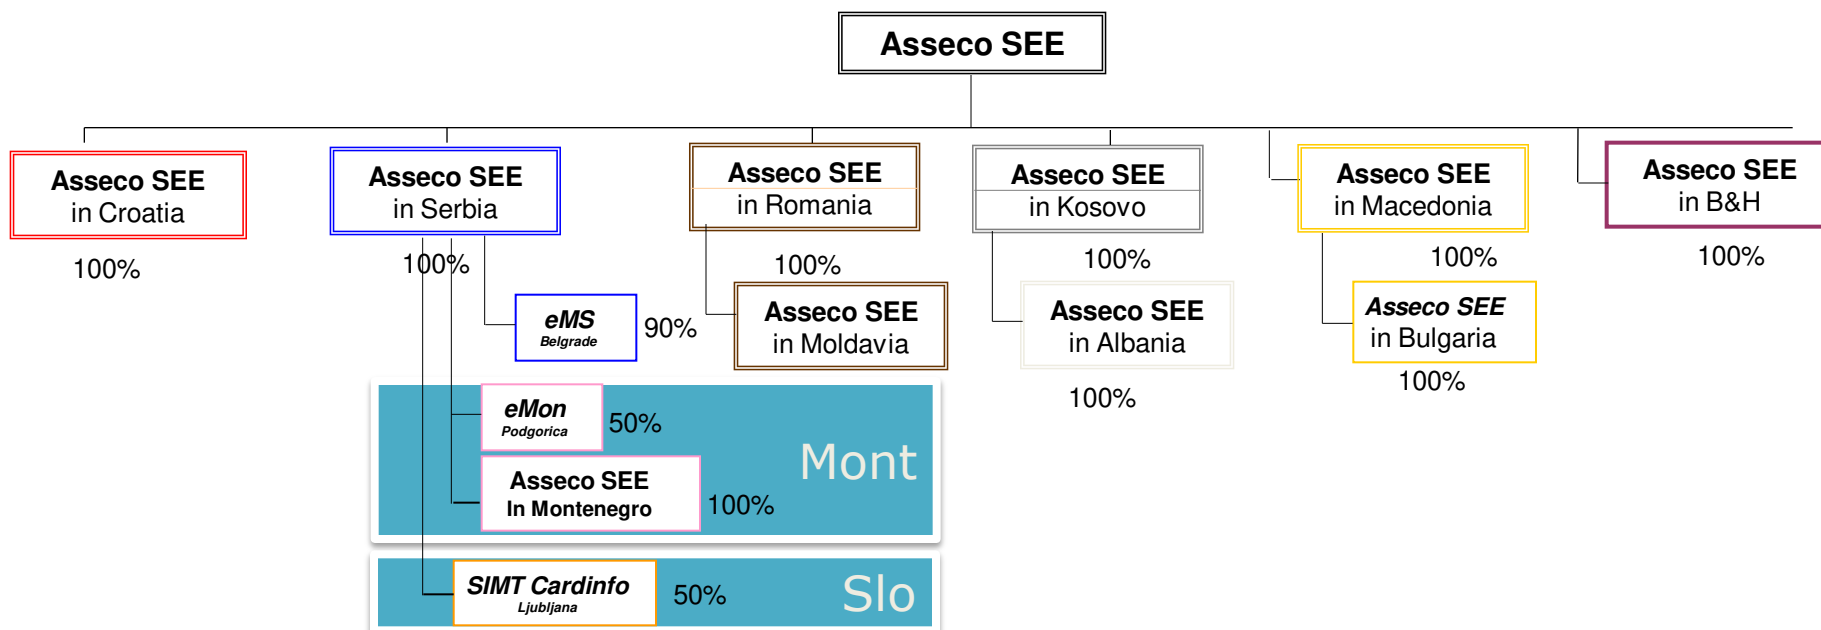 Asseco SEE
Asseco SEE
in Croatia
100%
Asseco SEE
in Serbia
100%
Asseco SEE
in Romania
100%
Asseco SEE
in Kosovo
100%
Asseco SEE
in Macedonia
100%
Asseco SEE
in B&H
100%
eMS
Belgrade
90%
Asseco SEE
in Moldavia
Asseco SEE
in Albania
100%
Asseco SEE
in Bulgaria
100%
eMon
Podgorica
50%
Mont
Asseco SEE
In Montenegro
100%
SIMT Cardinfo
Ljubljana
50%
Slo